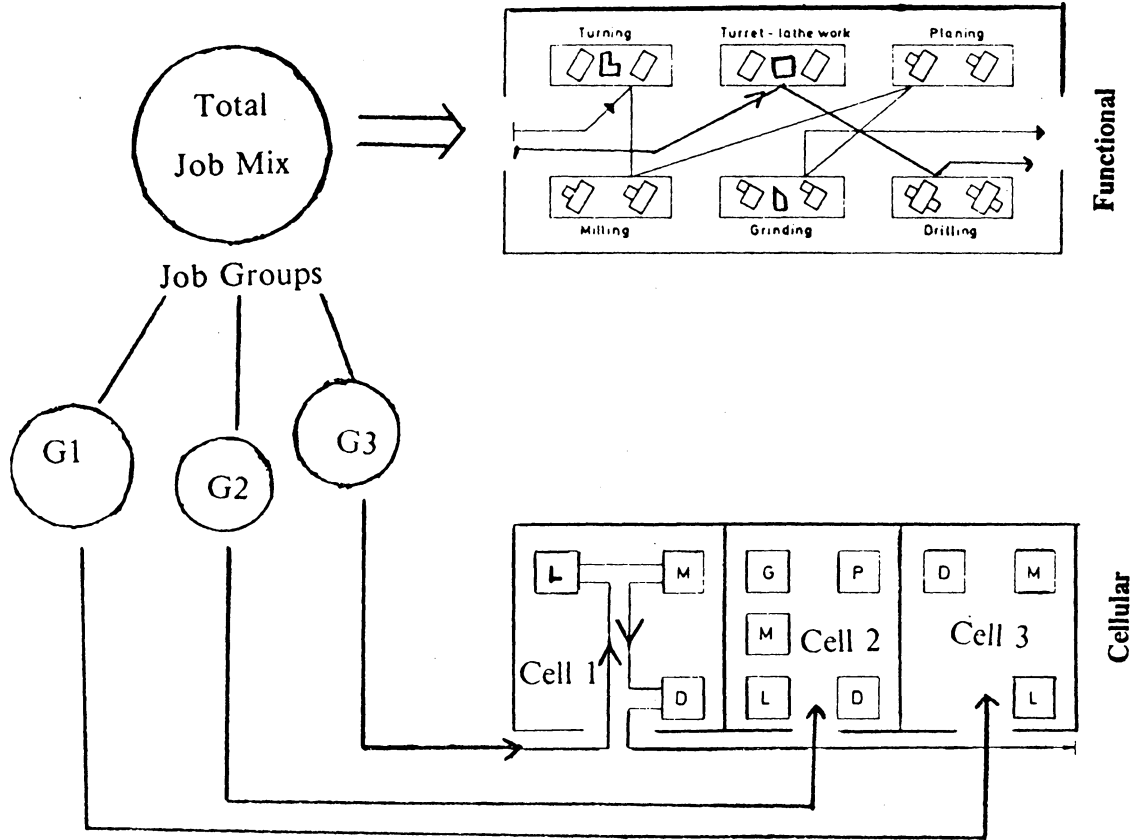 Total
Job Mix
Turning
Turret - lathe work
Planing
Milling
Grinding
Drilling
Functional
Job Groups
G1
G2
G3
L
M
D
Cell 1
G
P
M
L
D
Cell 2
D
M
L
Cell 3
Cellular